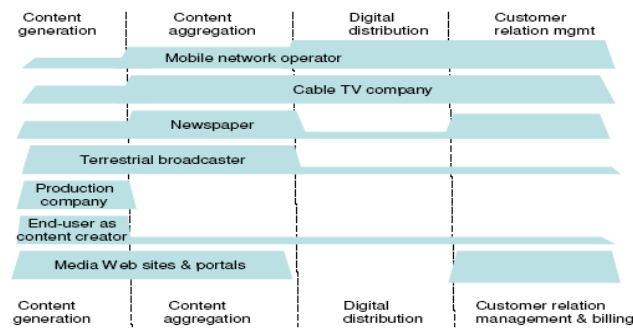 Content generation
Content aggregation
Digital distribution
Customer relation mgmt
Mobile network operator
Cable TV company
Newspaper
Terrestrial broadcaster
Production
company
End-user as
content creator
Media Web sites & portals
Content generation
Content aggregation
Digital distribution
Customer relation management & billing